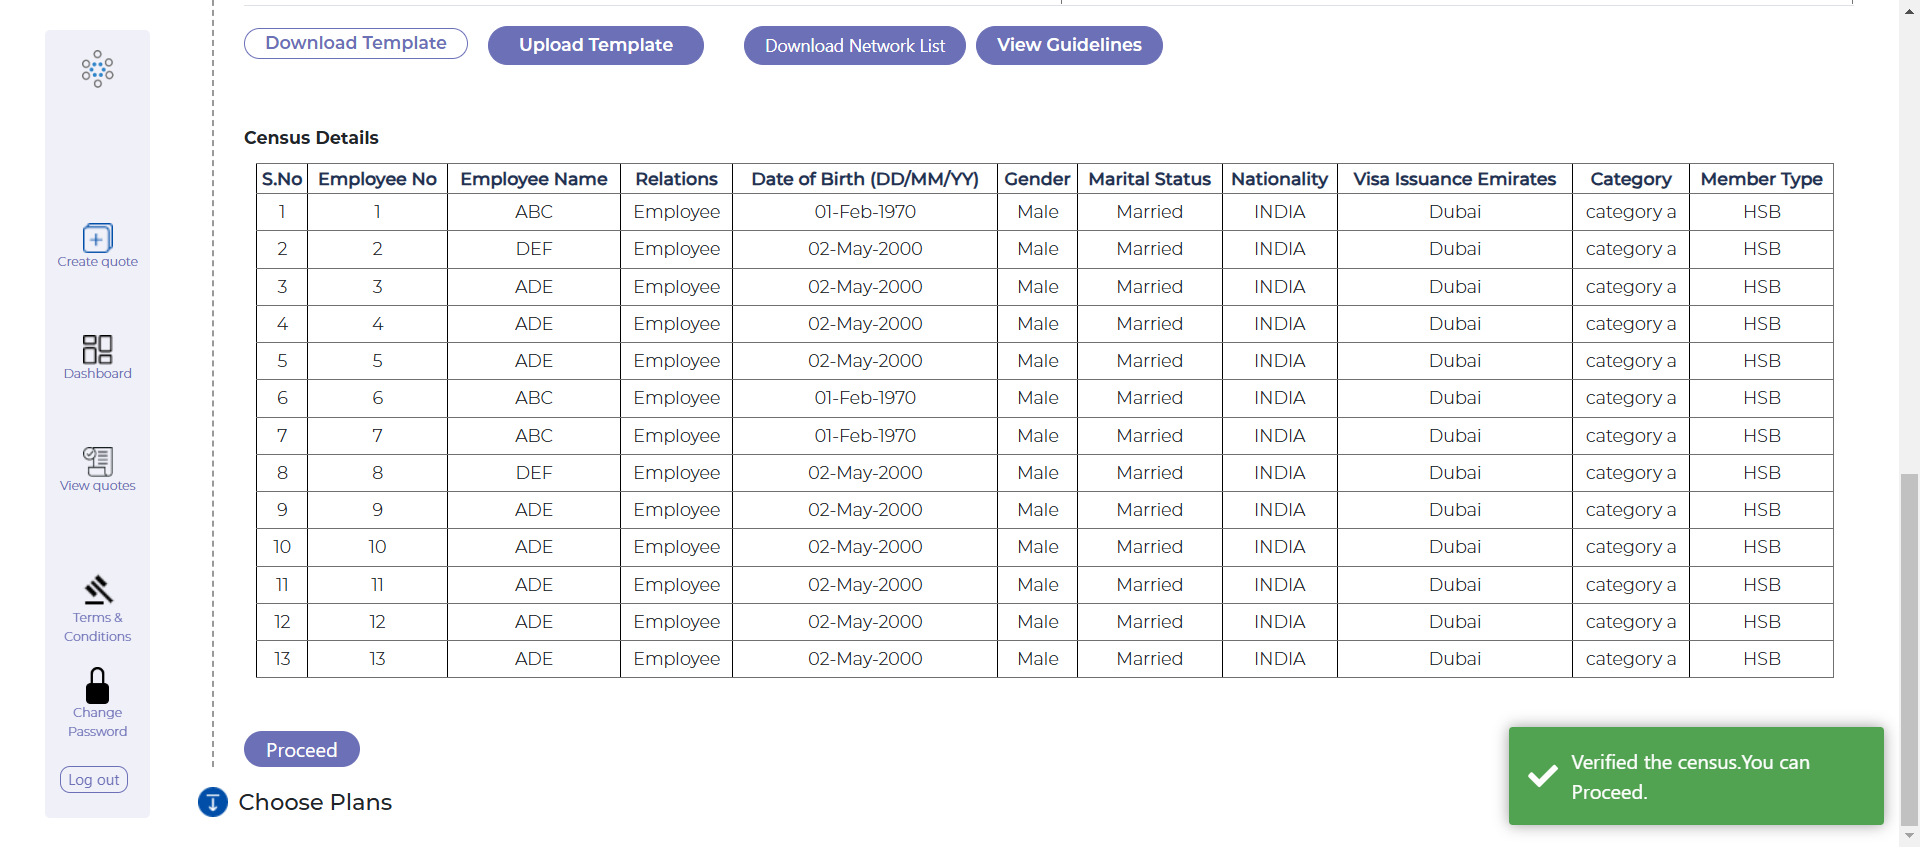 Download Template Upload Template Download Network List View Guidelines
Census Details
S.No Employee No Employee Name Relations Date of Birth (DD/MM/YY) Gender Marital Status Nationality Visa Issuance Emirates Category Member Type
1 1 ABC Employee 01-Feb-1970 Male Married INDIA Dubai category a HSB
2 2 DEF Employee 02-May-2000 Male Married INDIA Dubai category a HSB
3 3 ADE Employee 02-May-2000 Male Married INDIA Dubai category a HSB
4 4 ADE Employee 02-May-2000 Male Married INDIA Dubai category a HSB
5 5 ADE Employee 02-May-2000 Male Married INDIA Dubai category a HSB
6 6 ABC Employee 01-Feb-1970 Male Married INDIA Dubai category a HSB
7 7 ABC Employee 01-Feb-1970 Male Married INDIA Dubai category a HSB
8 8 DEF Employee 02-May-2000 Male Married INDIA Dubai category a HSB
9 9 ADE Employee 02-May-2000 Male Married INDIA Dubai category a HSB
10 10 ADE Employee 02-May-2000 Male Married INDIA Dubai category a HSB
11 11 ADE Employee 02-May-2000 Male Married INDIA Dubai category a HSB
12 12 ADE Employee 02-May-2000 Male Married INDIA Dubai category a HSB
13 13 ADE Employee 02-May-2000 Male Married INDIA Dubai category a HSB
Proceed
Choose Plans
Create quote
Dashboard
View quotes
Terms &
Conditions
Change
Password
Log out
Verified the census.You can
Proceed.